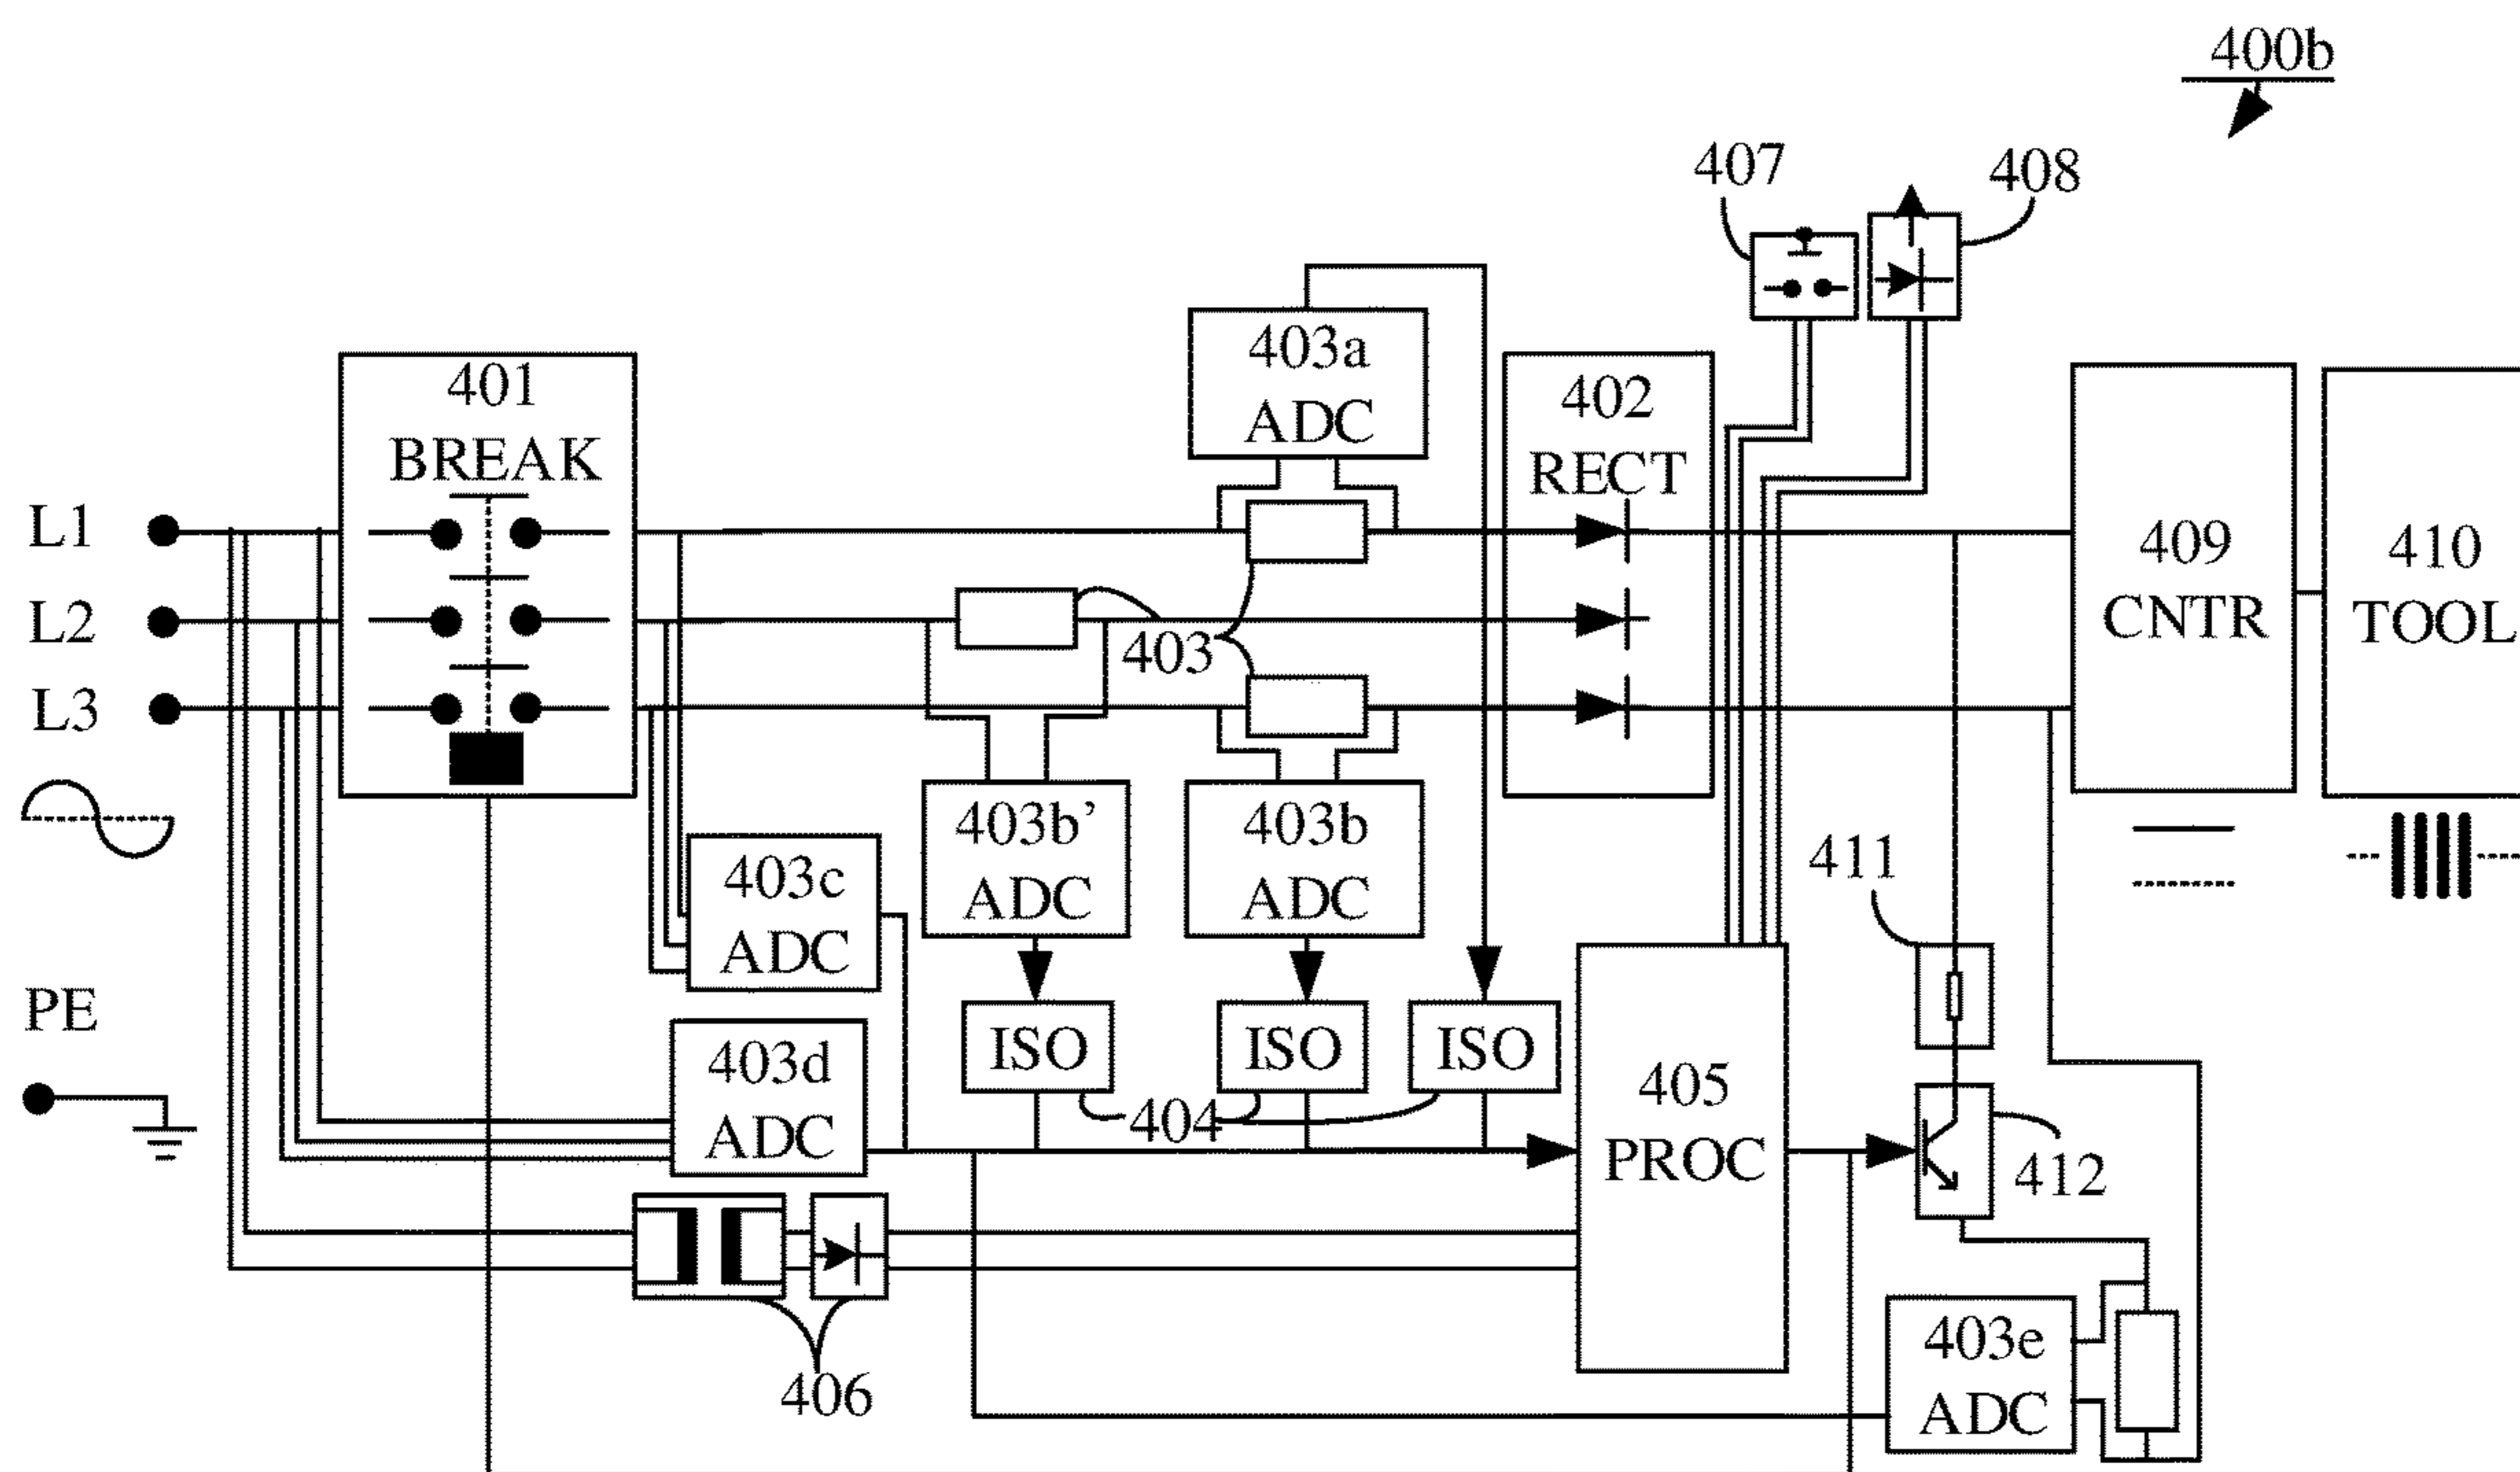 400b
407
408
401
BREAK
403a
ADC
402
RECT
L1
L2
L3
403
409
CNTR
410
TOOL
403b’
ADC
403b
ADC
403c
ADC
411
PE
ISO
ISO
ISO
403d
ADC
404
405
PROC
412
406
403e
ADC